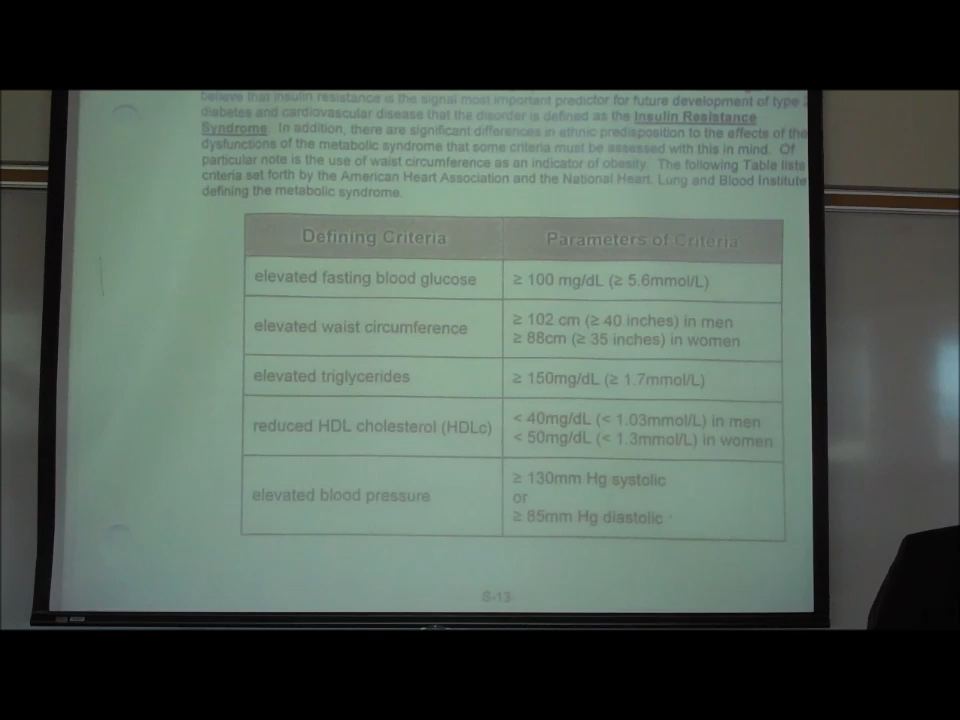 believe that insulin resistance is the signal most important predictor for future development of type 2
diabetes and cardiovascular disease that the disorder is defined as the Insulin Resistance
Syndrome. In addition, there are significant differences in ethnic predisposition to the effects of the
dysfunctions of the metabolic syndrome that some criteria must be assessed with this in mind. Of
particular note is the use of waist circumference as an indicator of obesity. The following Table lists
criteria set forth by the American Heart Association and the National Heart, Lung and Blood Institute
defining the metabolic syndrome.
Defining Criteria
Parameters of Criteria
elevated fasting blood glucose
≥ 100 mg/dL (≥ 5.6mmol/L)
elevated waist circumference
≥ 102 cm (≥ 40 inches) in men
≥ 88cm (≥ 35 inches) in women
elevated triglycerides
≥ 150mg/dL (≥ 1.7mmol/L)
reduced HDL cholesterol (HDLc)
< 40mg/dL (< 1.03mmol/L) in men
< 50mg/dL (< 1.3mmol/L) in women
elevated blood pressure
≥ 130mm Hg systolic
or
≥ 85mm Hg diastolic
S-13